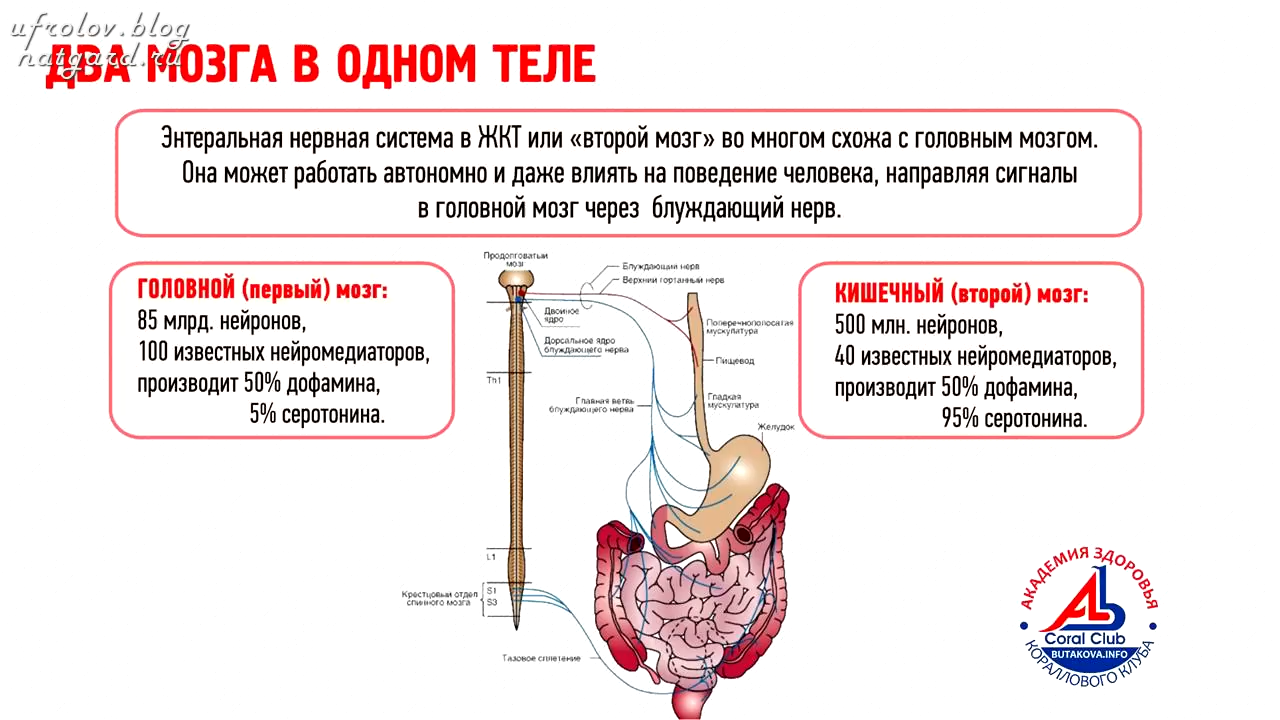 ufrolov.blog
natgard.ru
ДВА МОЗГА В ОДНОМ ТЕЛЕ
Энтеральная нервная система в ЖКТ или «второй мозг» во многом схожа с головным мозгом.
Она может работать автономно и даже влиять на поведение человека, направляя сигналы
в головной мозг через блуждающий нерв.
ГОЛОВНОЙ (первый) мозг:
85 млрд. нейронов,
100 известных нейромедиаторов,
производит 50% дофамина,
5% серотонина.
Продолговатый
мозг
Блуждающий нерв
Верхний гортанный нерв
Двойное
ядро
Дорсальное ядро
блуждающего нерва
Th1
Главная ветвь
блуждающего нерва
Поперечнополосатая
мускулатура
Пищевод
Гладкая
мускулатура
Желудок
L1
Крестцовый отдел
спинного мозга
S1
S3
Тазовое сплетение
КИШЕЧНЫЙ (второй) мозг:
500 млн. нейронов,
40 известных нейромедиаторов,
производит 50% дофамина,
95% серотонина.
АКАДЕМИЯ ЗДОРОВЬЯ
Coral Club
BUTAKOVA.INFO
КОРАЛЛОВОГО КЛУБА